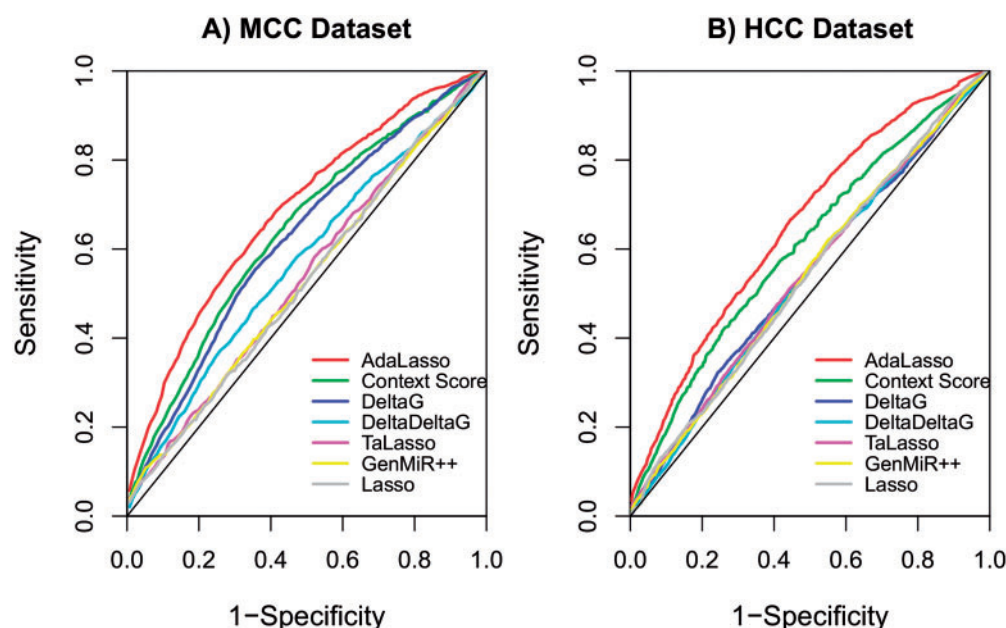 A) MCC Dataset
Sensitivity
1.0
0.8
0.6
0.4
0.2
0.0
AdaLasso
Context Score
DeltaG
DeltaDeltaG
TaLasso
GenMiR++
Lasso
0.0 0.2 0.4 0.6 0.8 1.0
1−Specificity
B) HCC Dataset
Sensitivity
1.0
0.8
0.6
0.4
0.2
0.0
AdaLasso
Context Score
DeltaG
DeltaDeltaG
TaLasso
GenMiR++
Lasso
0.0 0.2 0.4 0.6 0.8 1.0
1−Specificity